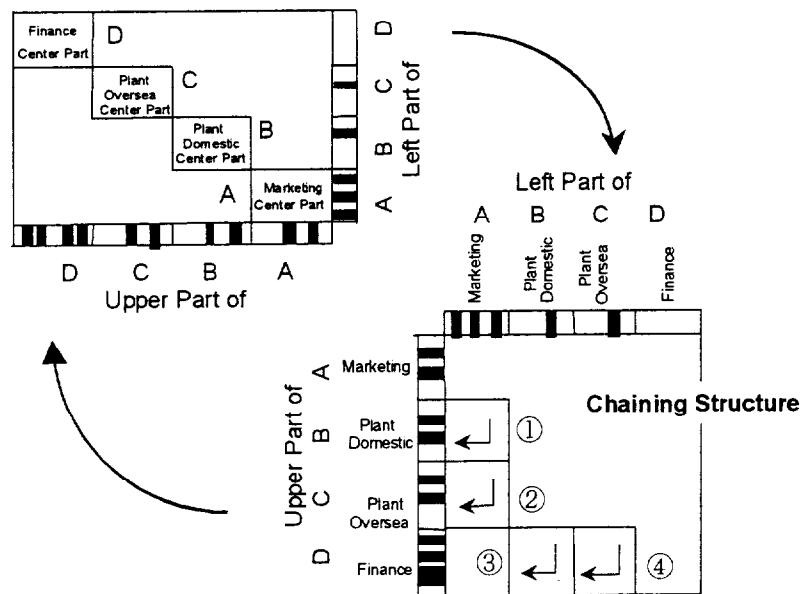 Finance
Center Part
D
Plant
Oversea
Center Part
C
Plant
Domestic
Center Part
B
A
Marketing
Center Part
D
C
B
A
Left Part of
D
C
B
A
Upper Part of
Left Part of
A
B
C
D
Marketing
Plant
Domestic
Plant
Oversea
Finance
Upper Part of
A
B
C
D
Marketing
Plant
Domestic
Plant
Oversea
Finance
Chaining Structure
①
②
③
④